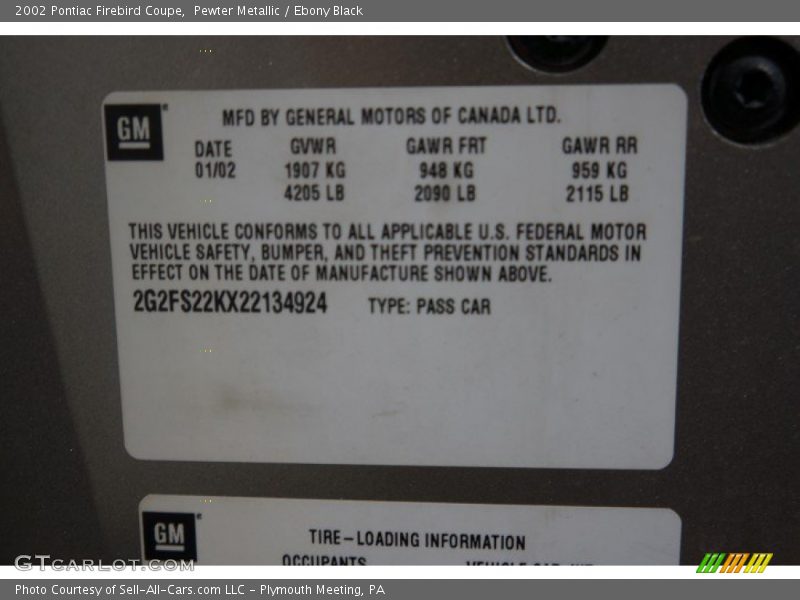 2002 Pontiac Firebird Coupe,  Pewter Metallic / Ebony Black
GM
MFD BY GENERAL MOTORS OF CANADA LTD.
DATE GVWR GAWR FRT GAWR RR
01/02 1907 KG 948 KG 959 KG
4205 LB 2090 LB 2115 LB
THIS VEHICLE CONFORMS TO ALL APPLICABLE U.S. FEDERAL MOTOR
VEHICLE SAFETY, BUMPER, AND THEFT PREVENTION STANDARDS IN
EFFECT ON THE DATE OF MANUFACTURE SHOWN ABOVE.
2G2FS22KX22134924 TYPE: PASS CAR
GM
TIRE-LOADING INFORMATION
OCCUPANTS
GTcarlot.com
Photo Courtesy of Sell-All-Cars.com LLC - Plymouth Meeting, PA